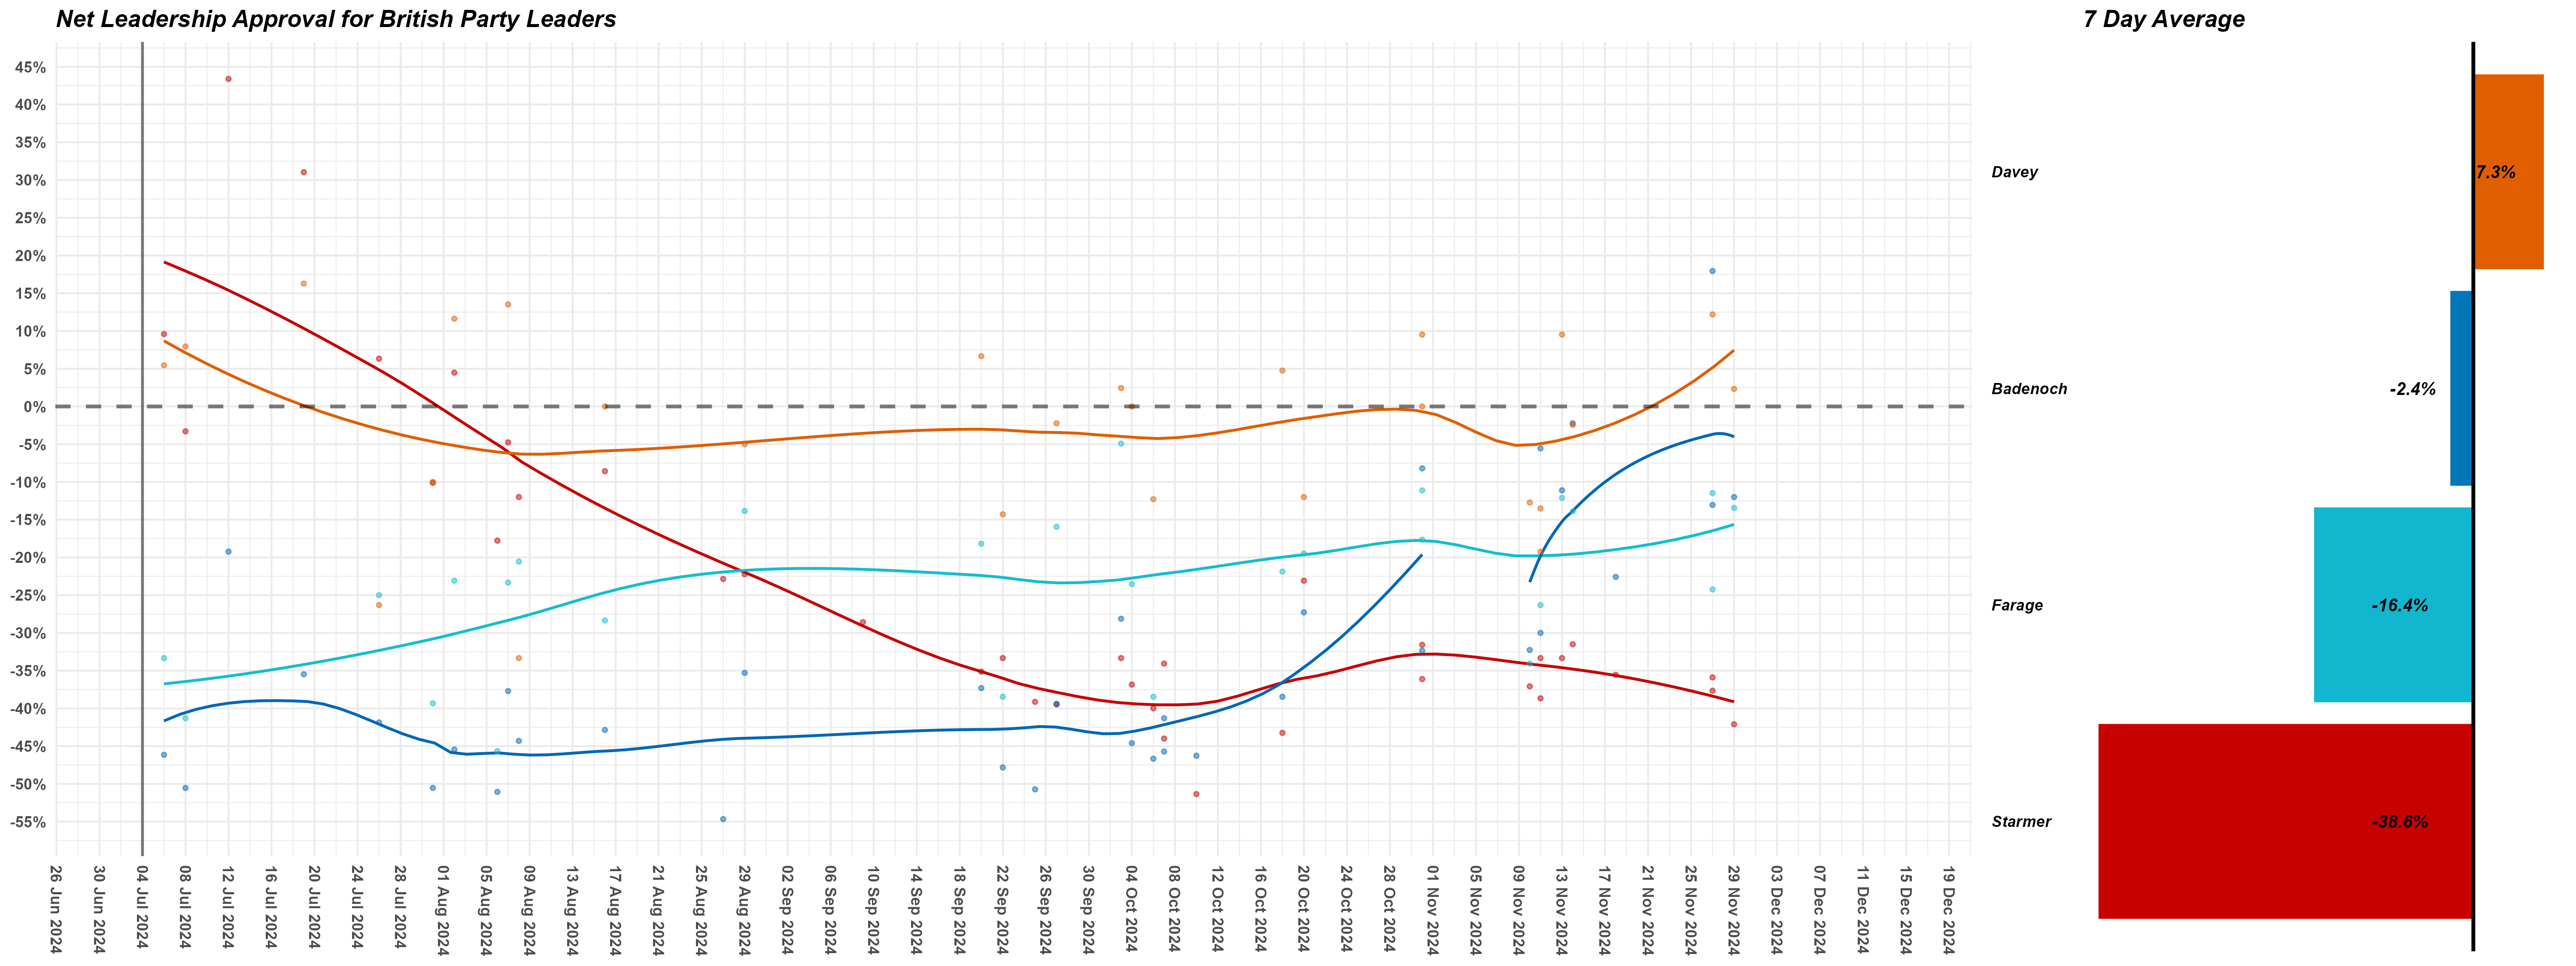 Net Leadership Approval for British Party Leaders
7 Day Average
45%
40%
35%
30%
25%
20%
15%
10%
5%
0%
-5%
-10%
-15%
-20%
-25%
-30%
-35%
-40%
-45%
-50%
-55%
26 Jun 2024
30 Jun 2024
04 Jul 2024
08 Jul 2024
12 Jul 2024
16 Jul 2024
20 Jul 2024
24 Jul 2024
28 Jul 2024
01 Aug 2024
05 Aug 2024
09 Aug 2024
13 Aug 2024
17 Aug 2024
21 Aug 2024
25 Aug 2024
29 Aug 2024
02 Sep 2024
06 Sep 2024
10 Sep 2024
14 Sep 2024
18 Sep 2024
22 Sep 2024
26 Sep 2024
30 Sep 2024
04 Oct 2024
08 Oct 2024
12 Oct 2024
16 Oct 2024
20 Oct 2024
24 Oct 2024
28 Oct 2024
01 Nov 2024
05 Nov 2024
09 Nov 2024
13 Nov 2024
17 Nov 2024
21 Nov 2024
25 Nov 2024
29 Nov 2024
03 Dec 2024
07 Dec 2024
11 Dec 2024
15 Dec 2024
19 Dec 2024
Davey 7.3%
Badenoch -2.4%
Farage -16.4%
Starmer -38.6%